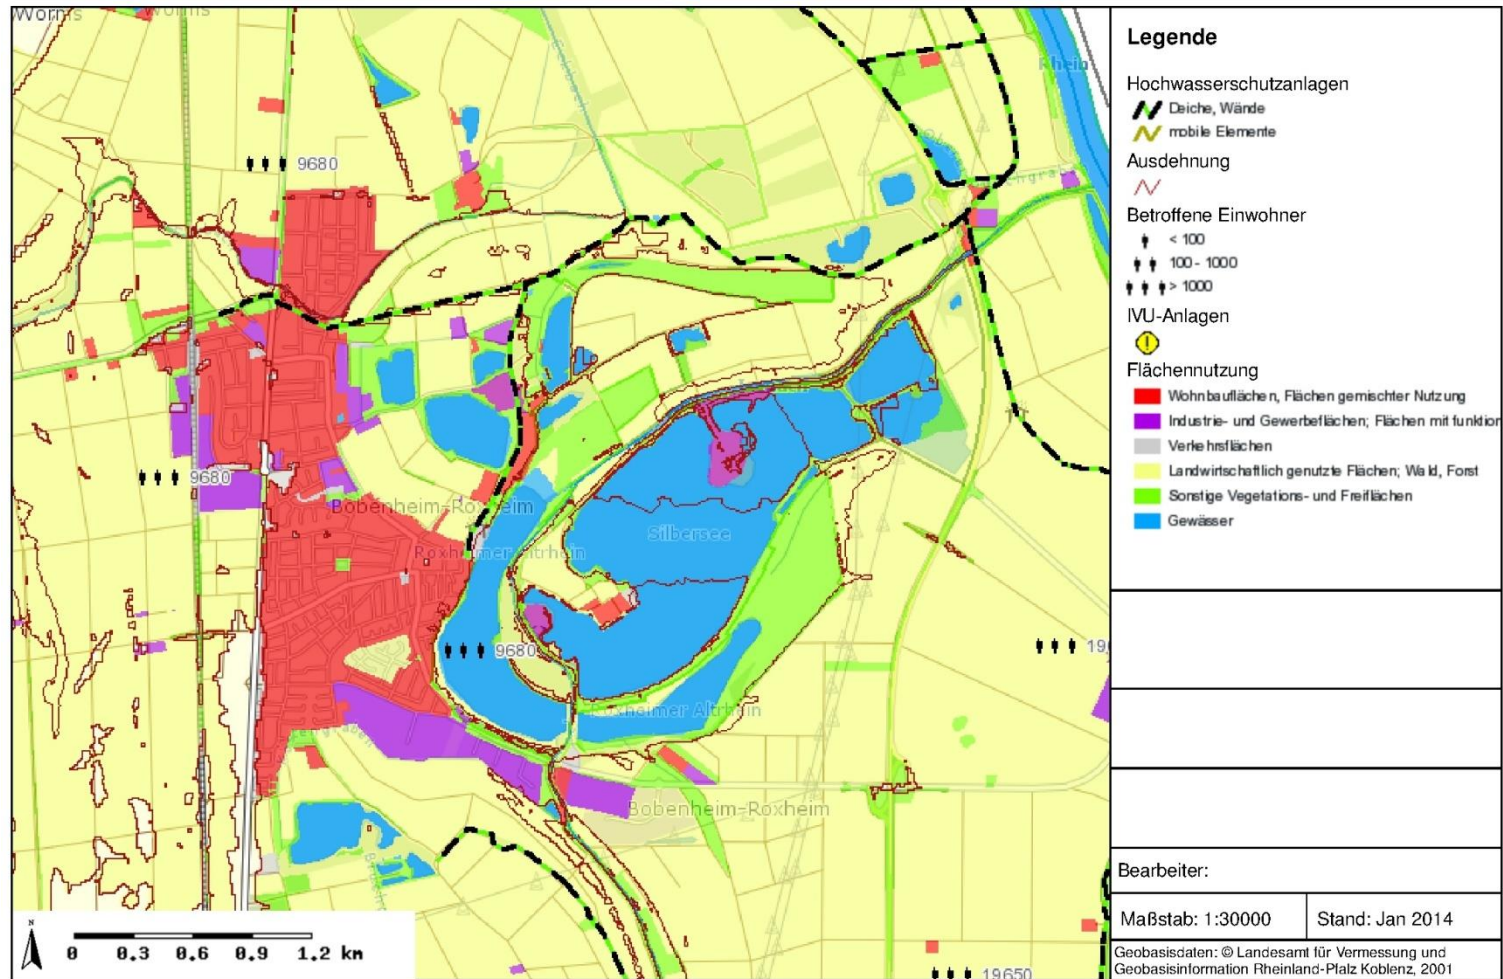 Worms
Worms
Rhein
9680
9680
Bobenheim-Roxheim
Roxheimer Altrhein
Silbersee
9680
Roxheimer Altrhein
Bobenheim-Roxheim
19650
N
0 0.3 0.6 0.9 1.2 km
Legende
Hochwasserschutzanlagen
Deiche, Wände
mobile Elemente
Ausdehnung
Betroffene Einwohner
< 100
100 - 1000
> 1000
IVU-Anlagen
!
Flächennutzung
Wohnbauflächen, Flächen gemischter Nutzung
Industrie- und Gewerbeflächen; Flächen mit funktion
Verkehrsflächen
Landwirtschaftlich genutzte Flächen; Wald, Forst
Sonstige Vegetations- und Freiflächen
Gewässer
Bearbeiter:
Maßstab: 1:30000 Stand: Jan 2014
Geobasisdaten: © Landesamt für Vermessung und
Geobasisinformation Rheinland-Pfalz Koblenz, 2001